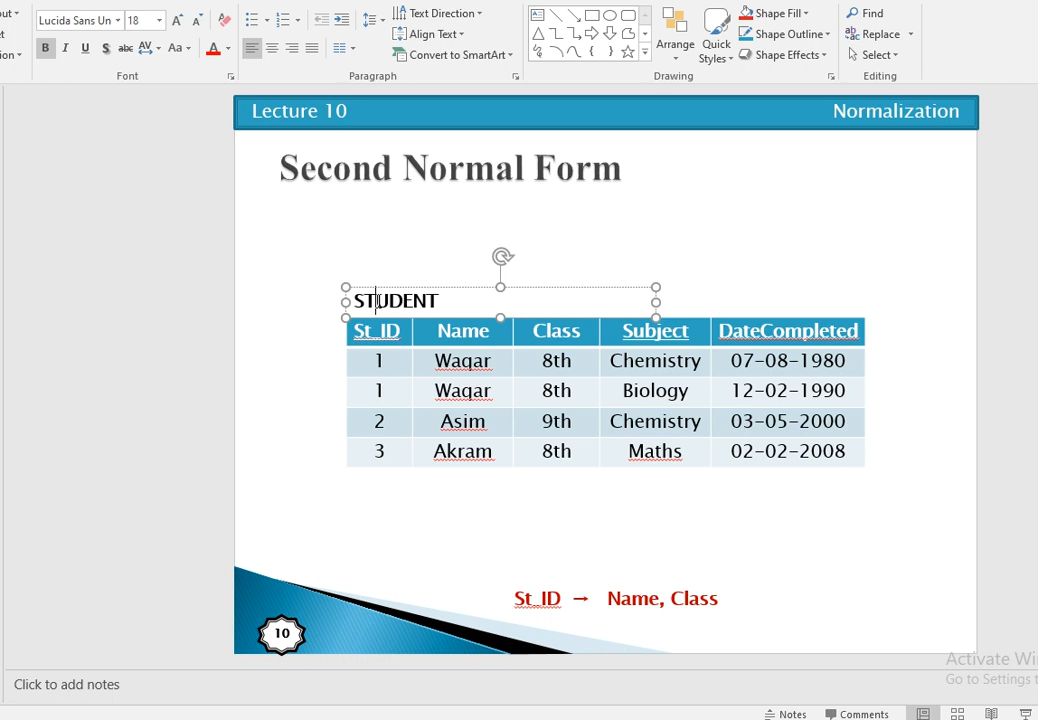 Lucida Sans Un 18 Text Direction Shape Fill Find
Align Text Shape Outline Replace
B I U S abc AV Aa A Convert to SmartArt Arrange Quick Styles Shape Effects Select
Font Paragraph Drawing Editing
Lecture 10 Normalization
Second Normal Form
STUDENT
St_ID Name Class Subject DateCompleted
1 Waqar 8th Chemistry 07-08-1980
1 Waqar 8th Biology 12-02-1990
2 Asim 9th Chemistry 03-05-2000
3 Akram 8th Maths 02-02-2008
St_ID → Name, Class
10
Activate
Go to Settings
Click to add notes
Notes Comments